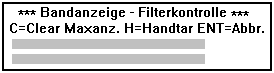 *** Bandanzeige - Filterkontrolle ***
C=Clear Maxanz. H=Handtar ENT=Abbr.